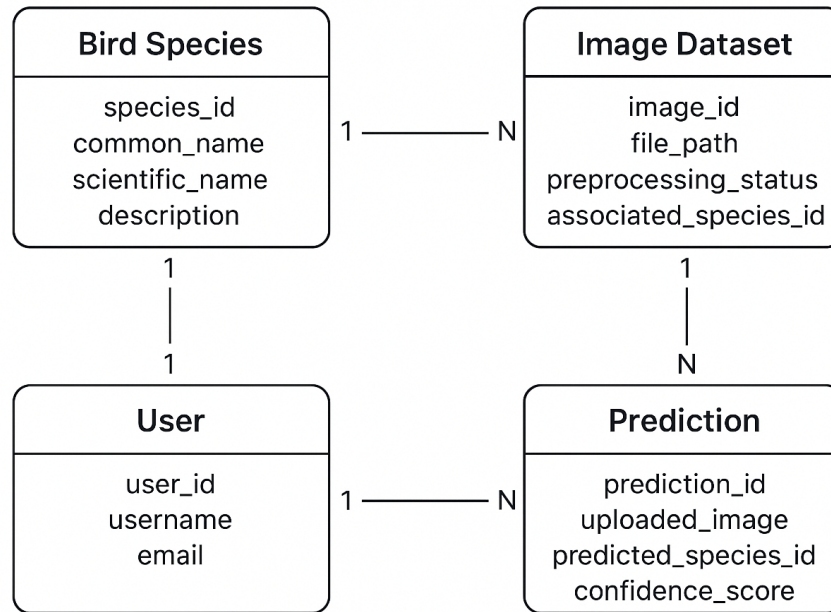 Bird Species
species_id
common_name
scientific_name
description
1
N
Image Dataset
image_id
file_path
preprocessing_status
associated_species_id
1
1
1
N
User
user_id
username
email
1
N
Prediction
prediction_id
uploaded_image
predicted_species_id
confidence_score